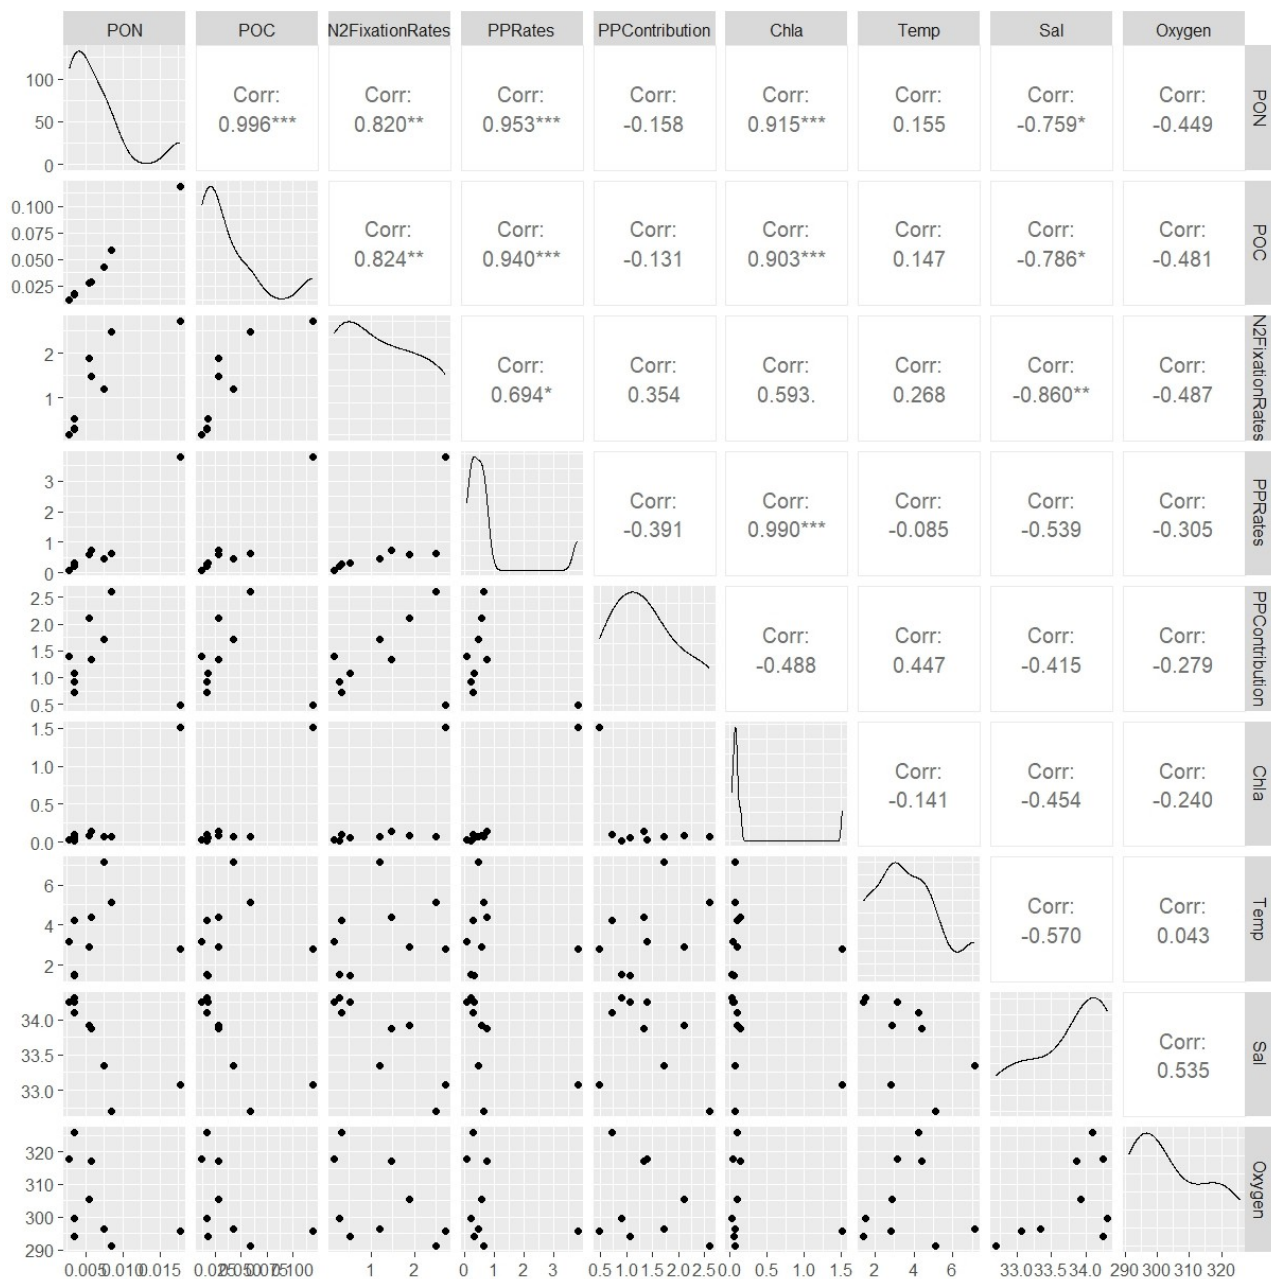 PON POC N2FixationRates PPRates PPContribution Chla Temp Sal Oxygen
100
50
0
Corr: Corr: Corr: Corr: Corr: Corr: Corr: Corr:
0.996*** 0.820** 0.953*** -0.158 0.915*** 0.155 -0.759* -0.449
PON
0.100
0.075
0.050
0.025
Corr: Corr: Corr: Corr: Corr: Corr: Corr:
0.824** 0.940*** -0.131 0.903*** 0.147 -0.786* -0.481
POC
2
1
Corr: Corr: Corr: Corr: Corr: Corr:
0.694* 0.354 0.593. 0.268 -0.860** -0.487
N2FixationRates
3
2
1
0
Corr: Corr: Corr: Corr: Corr:
-0.391 0.990*** -0.085 -0.539 -0.305
PPRates
2.5
2.0
1.5
1.0
0.5
Corr: Corr: Corr: Corr:
-0.488 0.447 -0.415 -0.279
PPContribution
1.5
1.0
0.5
0.0
Corr: Corr: Corr:
-0.141 -0.454 -0.240
Chla
6
4
2
Corr: Corr:
-0.570 0.043
Temp
34.0
33.5
33.0
Corr:
0.535
Sal
320
310
300
290
Oxygen
0.005 0.010 0.015 0.025 0.050 0.075 0.100 1 2 0 1 2 3 0.5 1.0 1.5 2.0 2.5 0.0 0.5 1.0 1.5 2 4 6 33.0 33.5 34.0 290 300 310 320